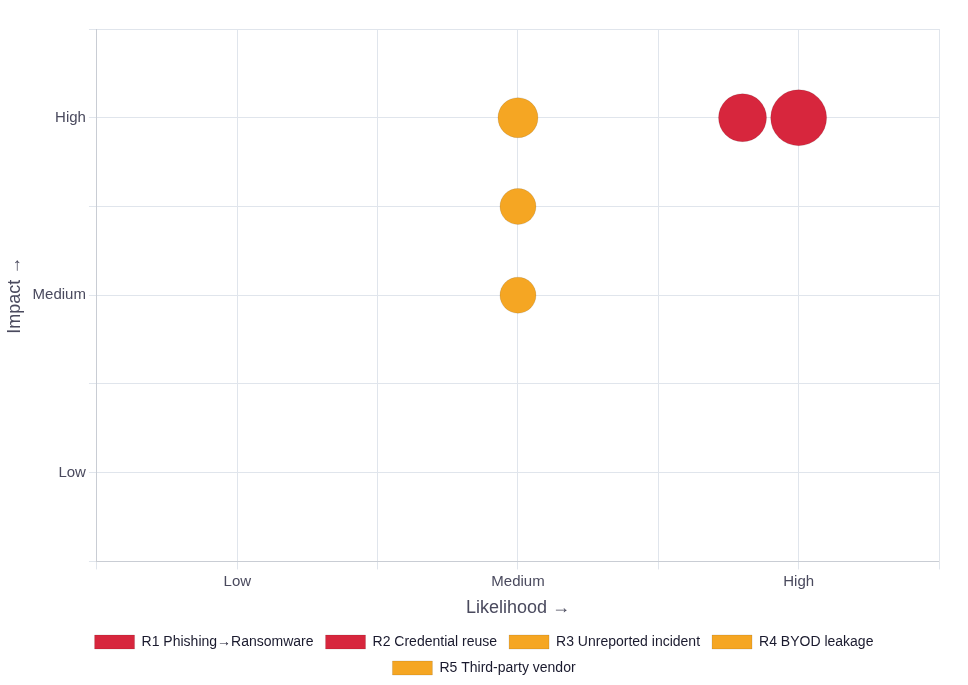 High
Medium
Low
Impact →
Low Medium High
Likelihood →
R1 Phishing→Ransomware R2 Credential reuse R3 Unreported incident R4 BYOD leakage
R5 Third-party vendor